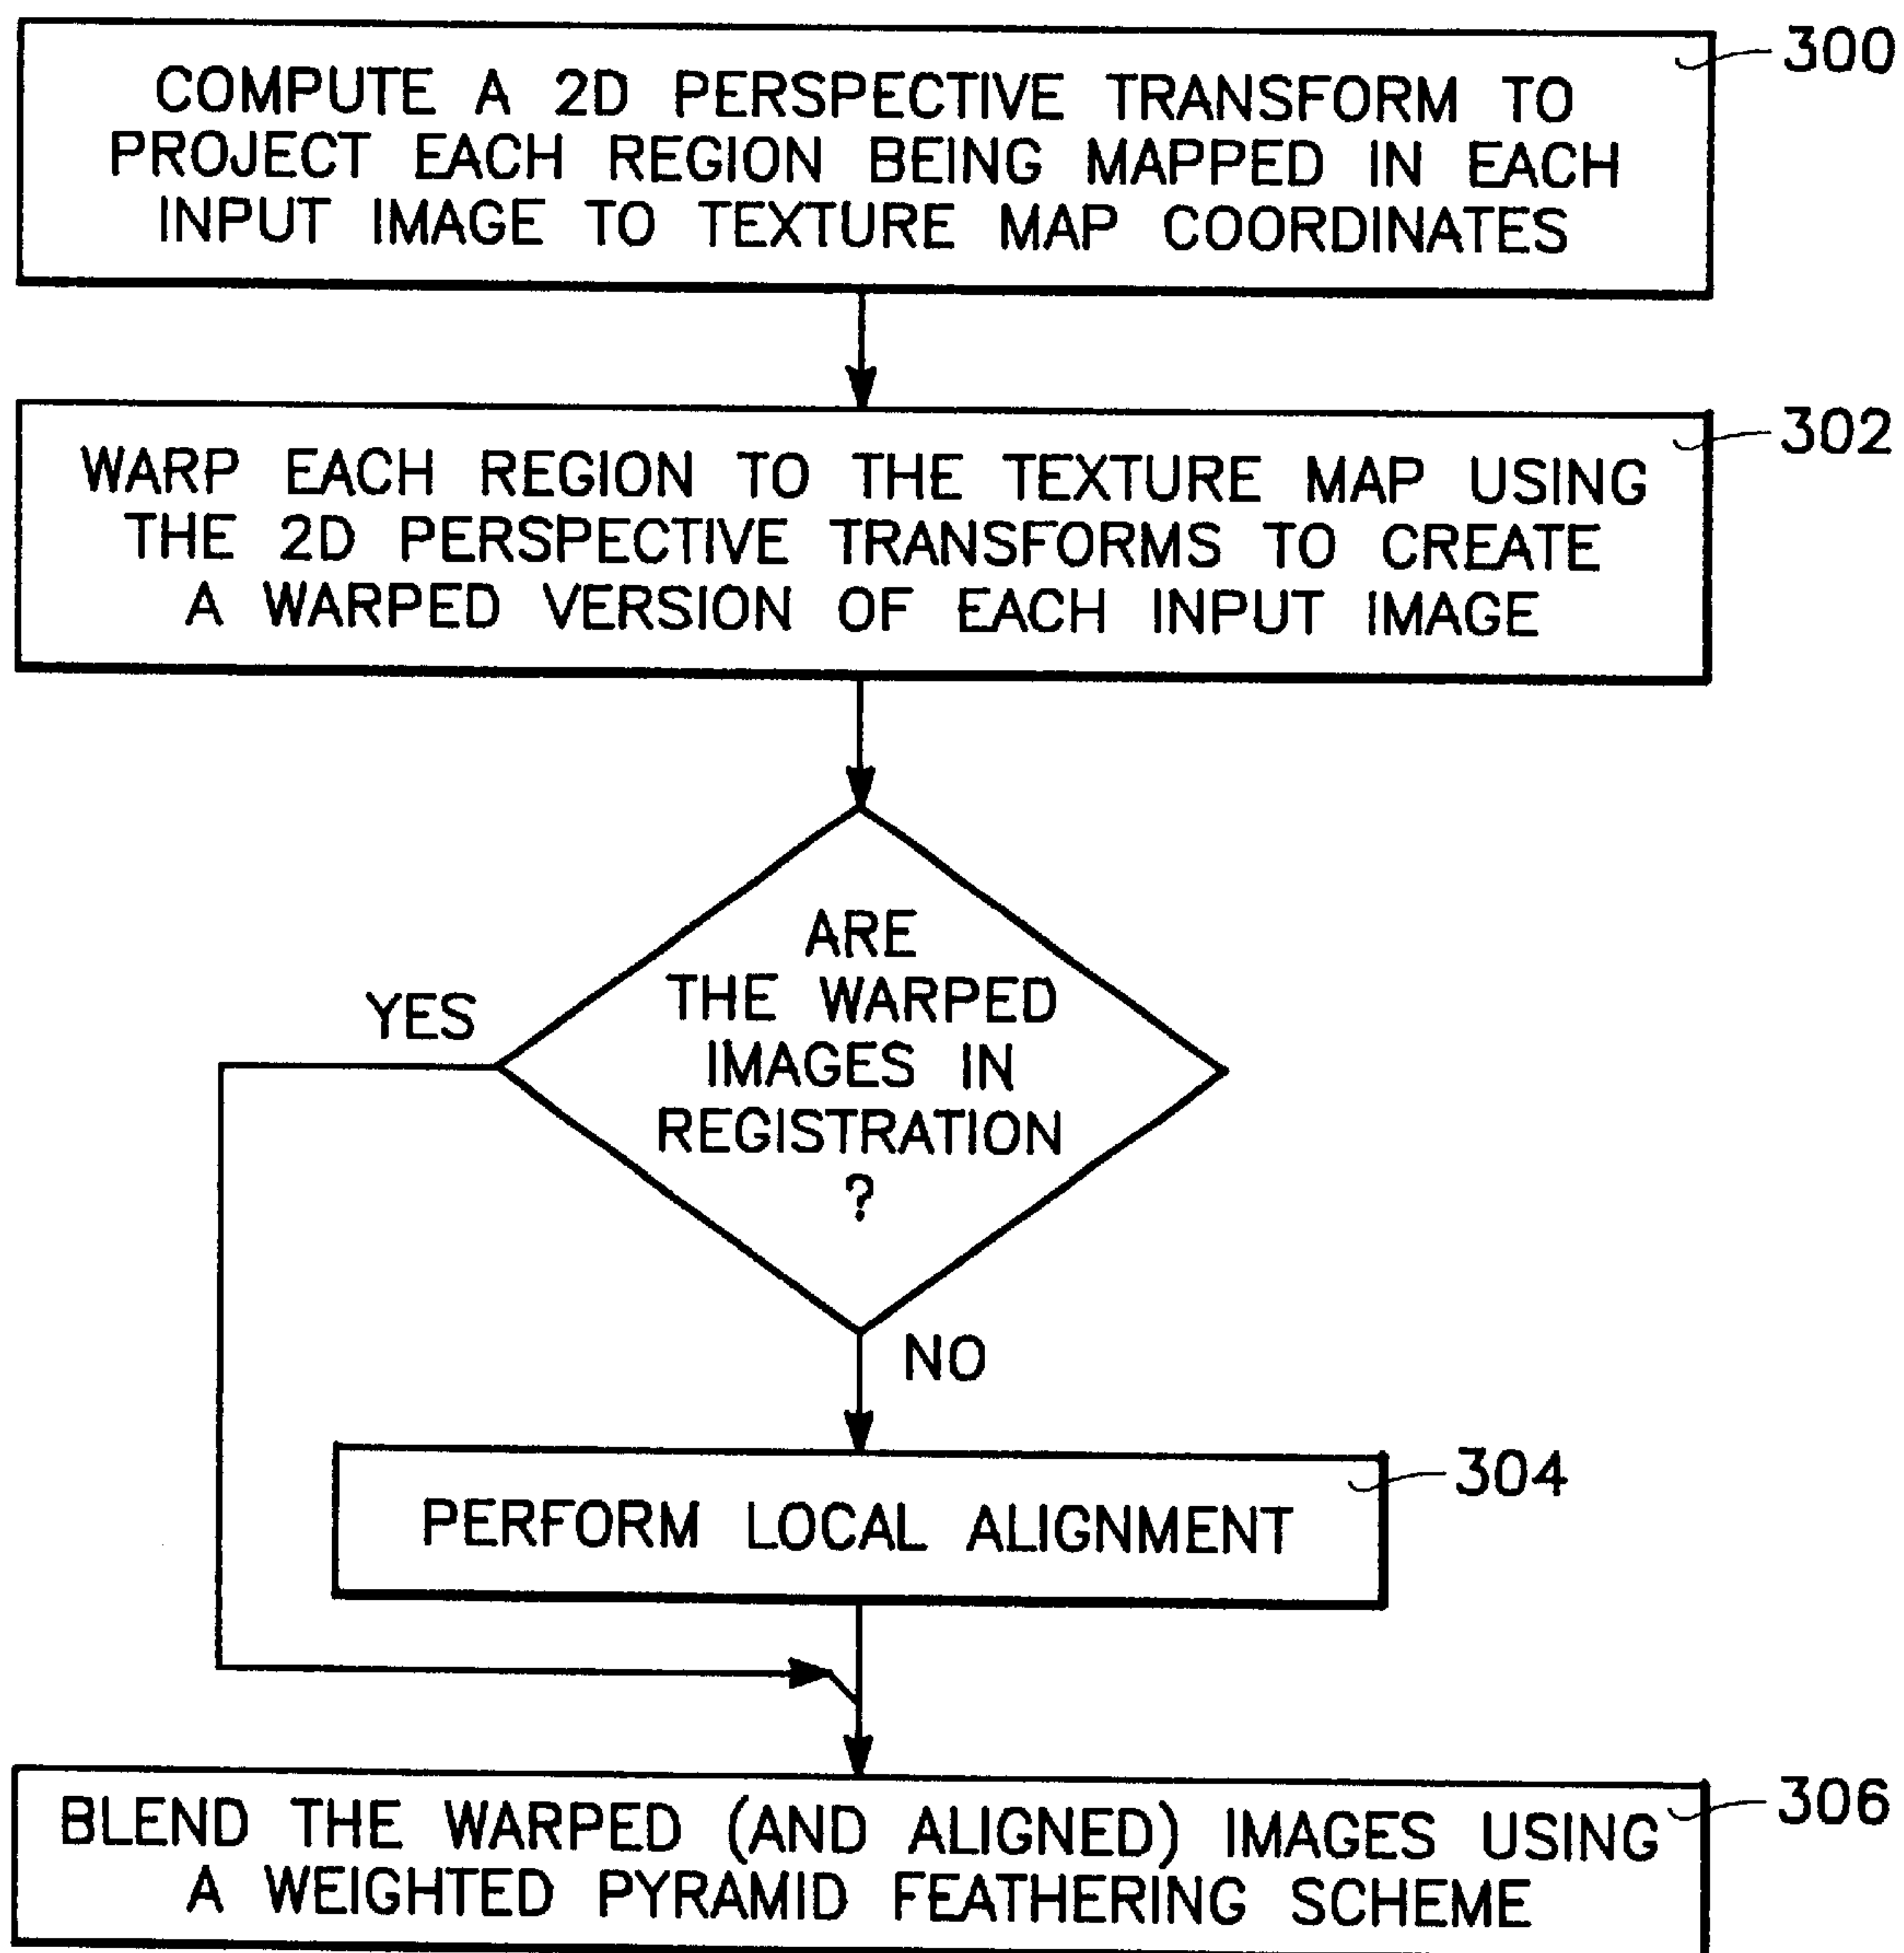 300
COMPUTE A 2D PERSPECTIVE TRANSFORM TO
PROJECT EACH REGION BEING MAPPED IN EACH
INPUT IMAGE TO TEXTURE MAP COORDINATES
302
WARP EACH REGION TO THE TEXTURE MAP USING
THE 2D PERSPECTIVE TRANSFORMS TO CREATE
A WARPED VERSION OF EACH INPUT IMAGE
ARE
THE WARPED
IMAGES IN
REGISTRATION
?
YES
NO
304
PERFORM LOCAL ALIGNMENT
306
BLEND THE WARPED (AND ALIGNED) IMAGES USING
A WEIGHTED PYRAMID FEATHERING SCHEME